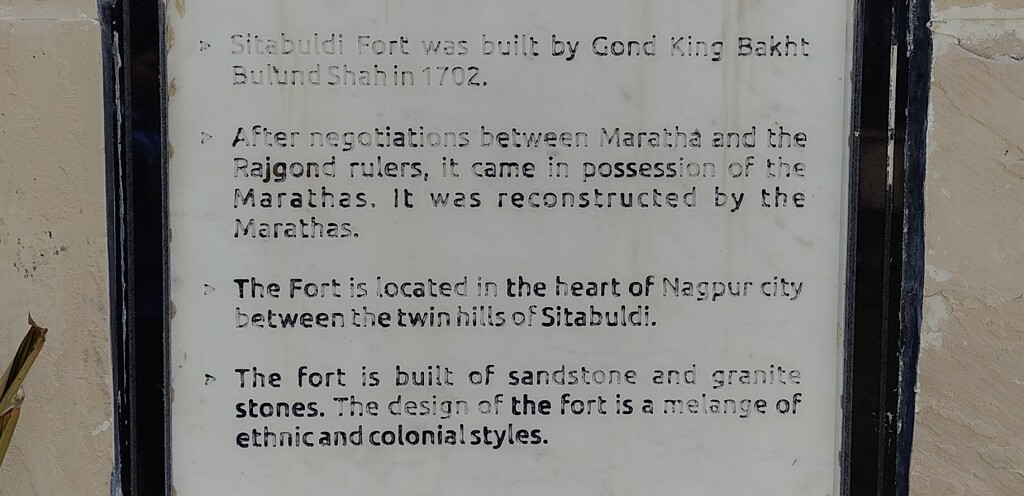 Sitabuldi Fort was built by Gond King Bakht
Bulund Shah in 1702.
After negotiations between Maratha and the
Rajgond rulers, it came in possession of the
Marathas. It was reconstructed by the
Marathas.
The Fort is located in the heart of Nagpur city
between the twin hills of Sitabuldi.
The fort is built of sandstone and granite
stones. The design of the fort is a melange of
ethnic and colonial styles.